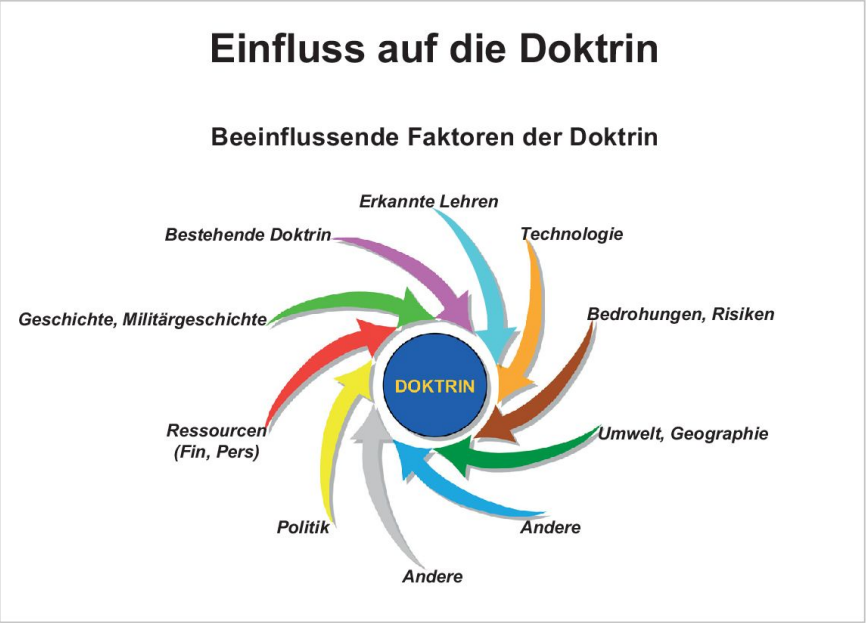 Einfluss auf die Doktrin
Beeinflussende Faktoren der Doktrin
Erkannte Lehren
Bestehende Doktrin
Technologie
Geschichte, Militärgeschichte
Bedrohungen, Risiken
DOKTRIN
Ressourcen
(Fin, Pers)
Umwelt, Geographie
Politik
Andere
Andere